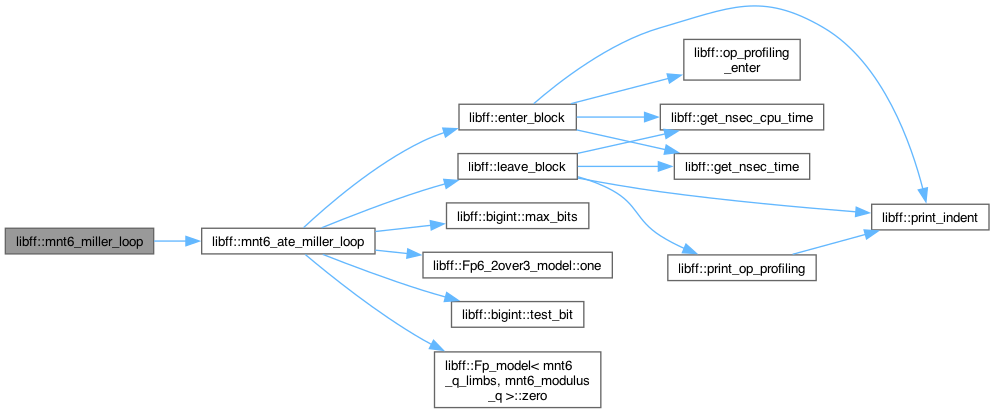 libff::mnt6_miller_loop
libff::mnt6_ate_miller_loop
libff::enter_block
libff::leave_block
libff::bigint::max_bits
libff::Fp6_2over3_model::one
libff::bigint::test_bit
libff::Fp_model< mnt6
_q_limbs, mnt6_modulus
_q >::zero
libff::op_profiling
_enter
libff::get_nsec_cpu_time
libff::get_nsec_time
libff::print_op_profiling
libff::print_indent